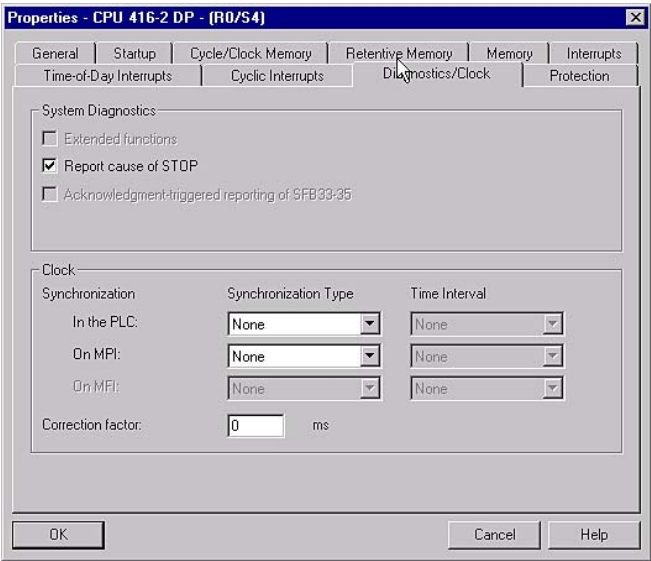 Properties - CPU 416-2 DP - (R0/S4)
General Startup Cycle/Clock Memory Retentive Memory Memory Interrupts
Time-of-Day Interrupts Cyclic Interrupts Diagnostics/Clock Protection
System Diagnostics
Extended functions
Report cause of STOP
Acknowledgment-triggered reporting of SFB33-35
Clock
Synchronization Synchronization Type Time Interval
In the PLC: None None
On MPI: None None
On MFI: None None
Correction factor: 0 ms
OK Cancel Help